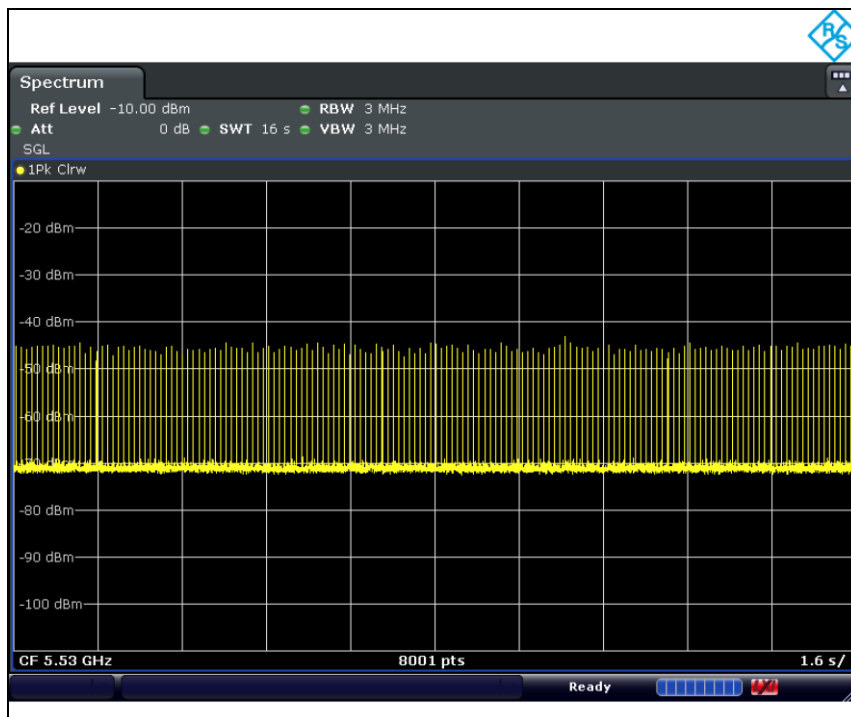 R&S
Spectrum
Ref Level -10.00 dBm RBW 3 MHz
Att 0 dB SWT 16 s VBW 3 MHz
SGL
1Pk Clrw
-20 dBm
-30 dBm
-40 dBm
-50 dBm
-60 dBm
-70 dBm
-80 dBm
-90 dBm
-100 dBm
CF 5.53 GHz 8001 pts 1.6 s/
Ready